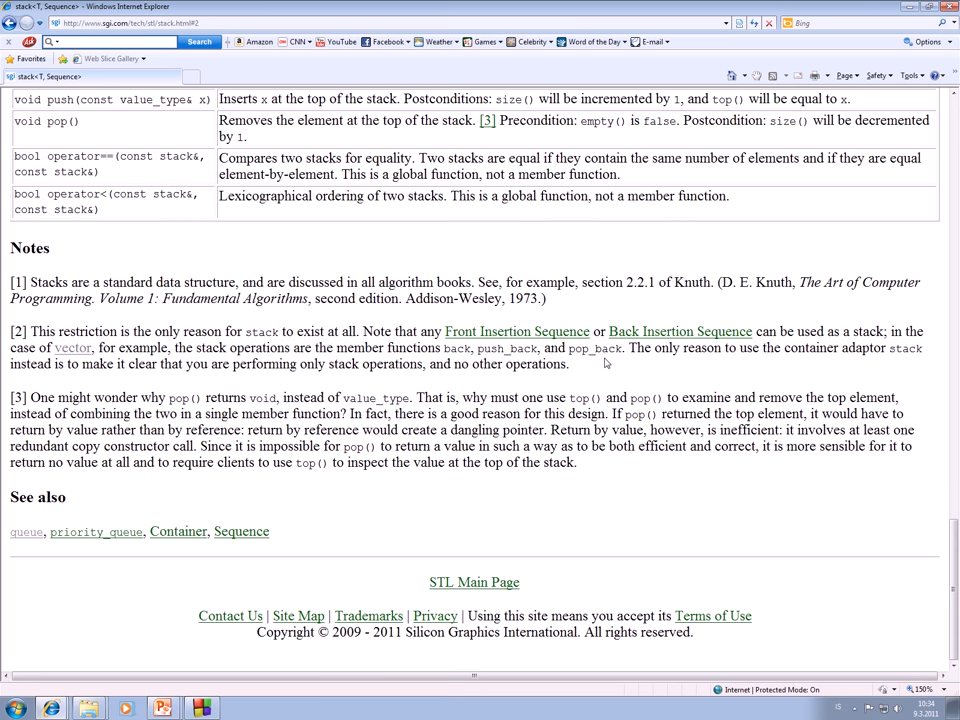 stack<T, Sequence> - Windows Internet Explorer
http://www.sgi.com/tech/stl/stack.html#2
Bing
Search
Amazon CNN YouTube Facebook Weather Games Celebrity Word of the Day E-mail Options
Favorites Web Slice Gallery
stack<T, Sequence>
Page Safety Tools
void push(const value_type& x) Inserts x at the top of the stack. Postconditions: size() will be incremented by 1, and top() will be equal to x.
void pop() Removes the element at the top of the stack. [3] Precondition: empty() is false. Postcondition: size() will be decremented
by 1.
bool operator==(const stack&, Compares two stacks for equality. Two stacks are equal if they contain the same number of elements and if they are equal
const stack&) element-by-element. This is a global function, not a member function.
bool operator<(const stack&, Lexicographical ordering of two stacks. This is a global function, not a member function.
const stack&)
Notes
[1] Stacks are a standard data structure, and are discussed in all algorithm books. See, for example, section 2.2.1 of Knuth. (D. E. Knuth, The Art of Computer
Programming. Volume 1: Fundamental Algorithms, second edition. Addison-Wesley, 1973.)
[2] This restriction is the only reason for stack to exist at all. Note that any Front Insertion Sequence or Back Insertion Sequence can be used as a stack; in the
case of vector, for example, the stack operations are the member functions back, push_back, and pop_back. The only reason to use the container adaptor stack
instead is to make it clear that you are performing only stack operations, and no other operations.
[3] One might wonder why pop() returns void, instead of value_type. That is, why must one use top() and pop() to examine and remove the top element,
instead of combining the two in a single member function? In fact, there is a good reason for this design. If pop() returned the top element, it would have to
return by value rather than by reference: return by reference would create a dangling pointer. Return by value, however, is inefficient: it involves at least one
redundant copy constructor call. Since it is impossible for pop() to return a value in such a way as to be both efficient and correct, it is more sensible for it to
return no value at all and to require clients to use top() to inspect the value at the top of the stack.
See also
queue, priority_queue, Container, Sequence
STL Main Page
Contact Us | Site Map | Trademarks | Privacy | Using this site means you accept its Terms of Use
Copyright © 2009 - 2011 Silicon Graphics International. All rights reserved.
Internet | Protected Mode: On 150%
IS 10:34
9.3.2011